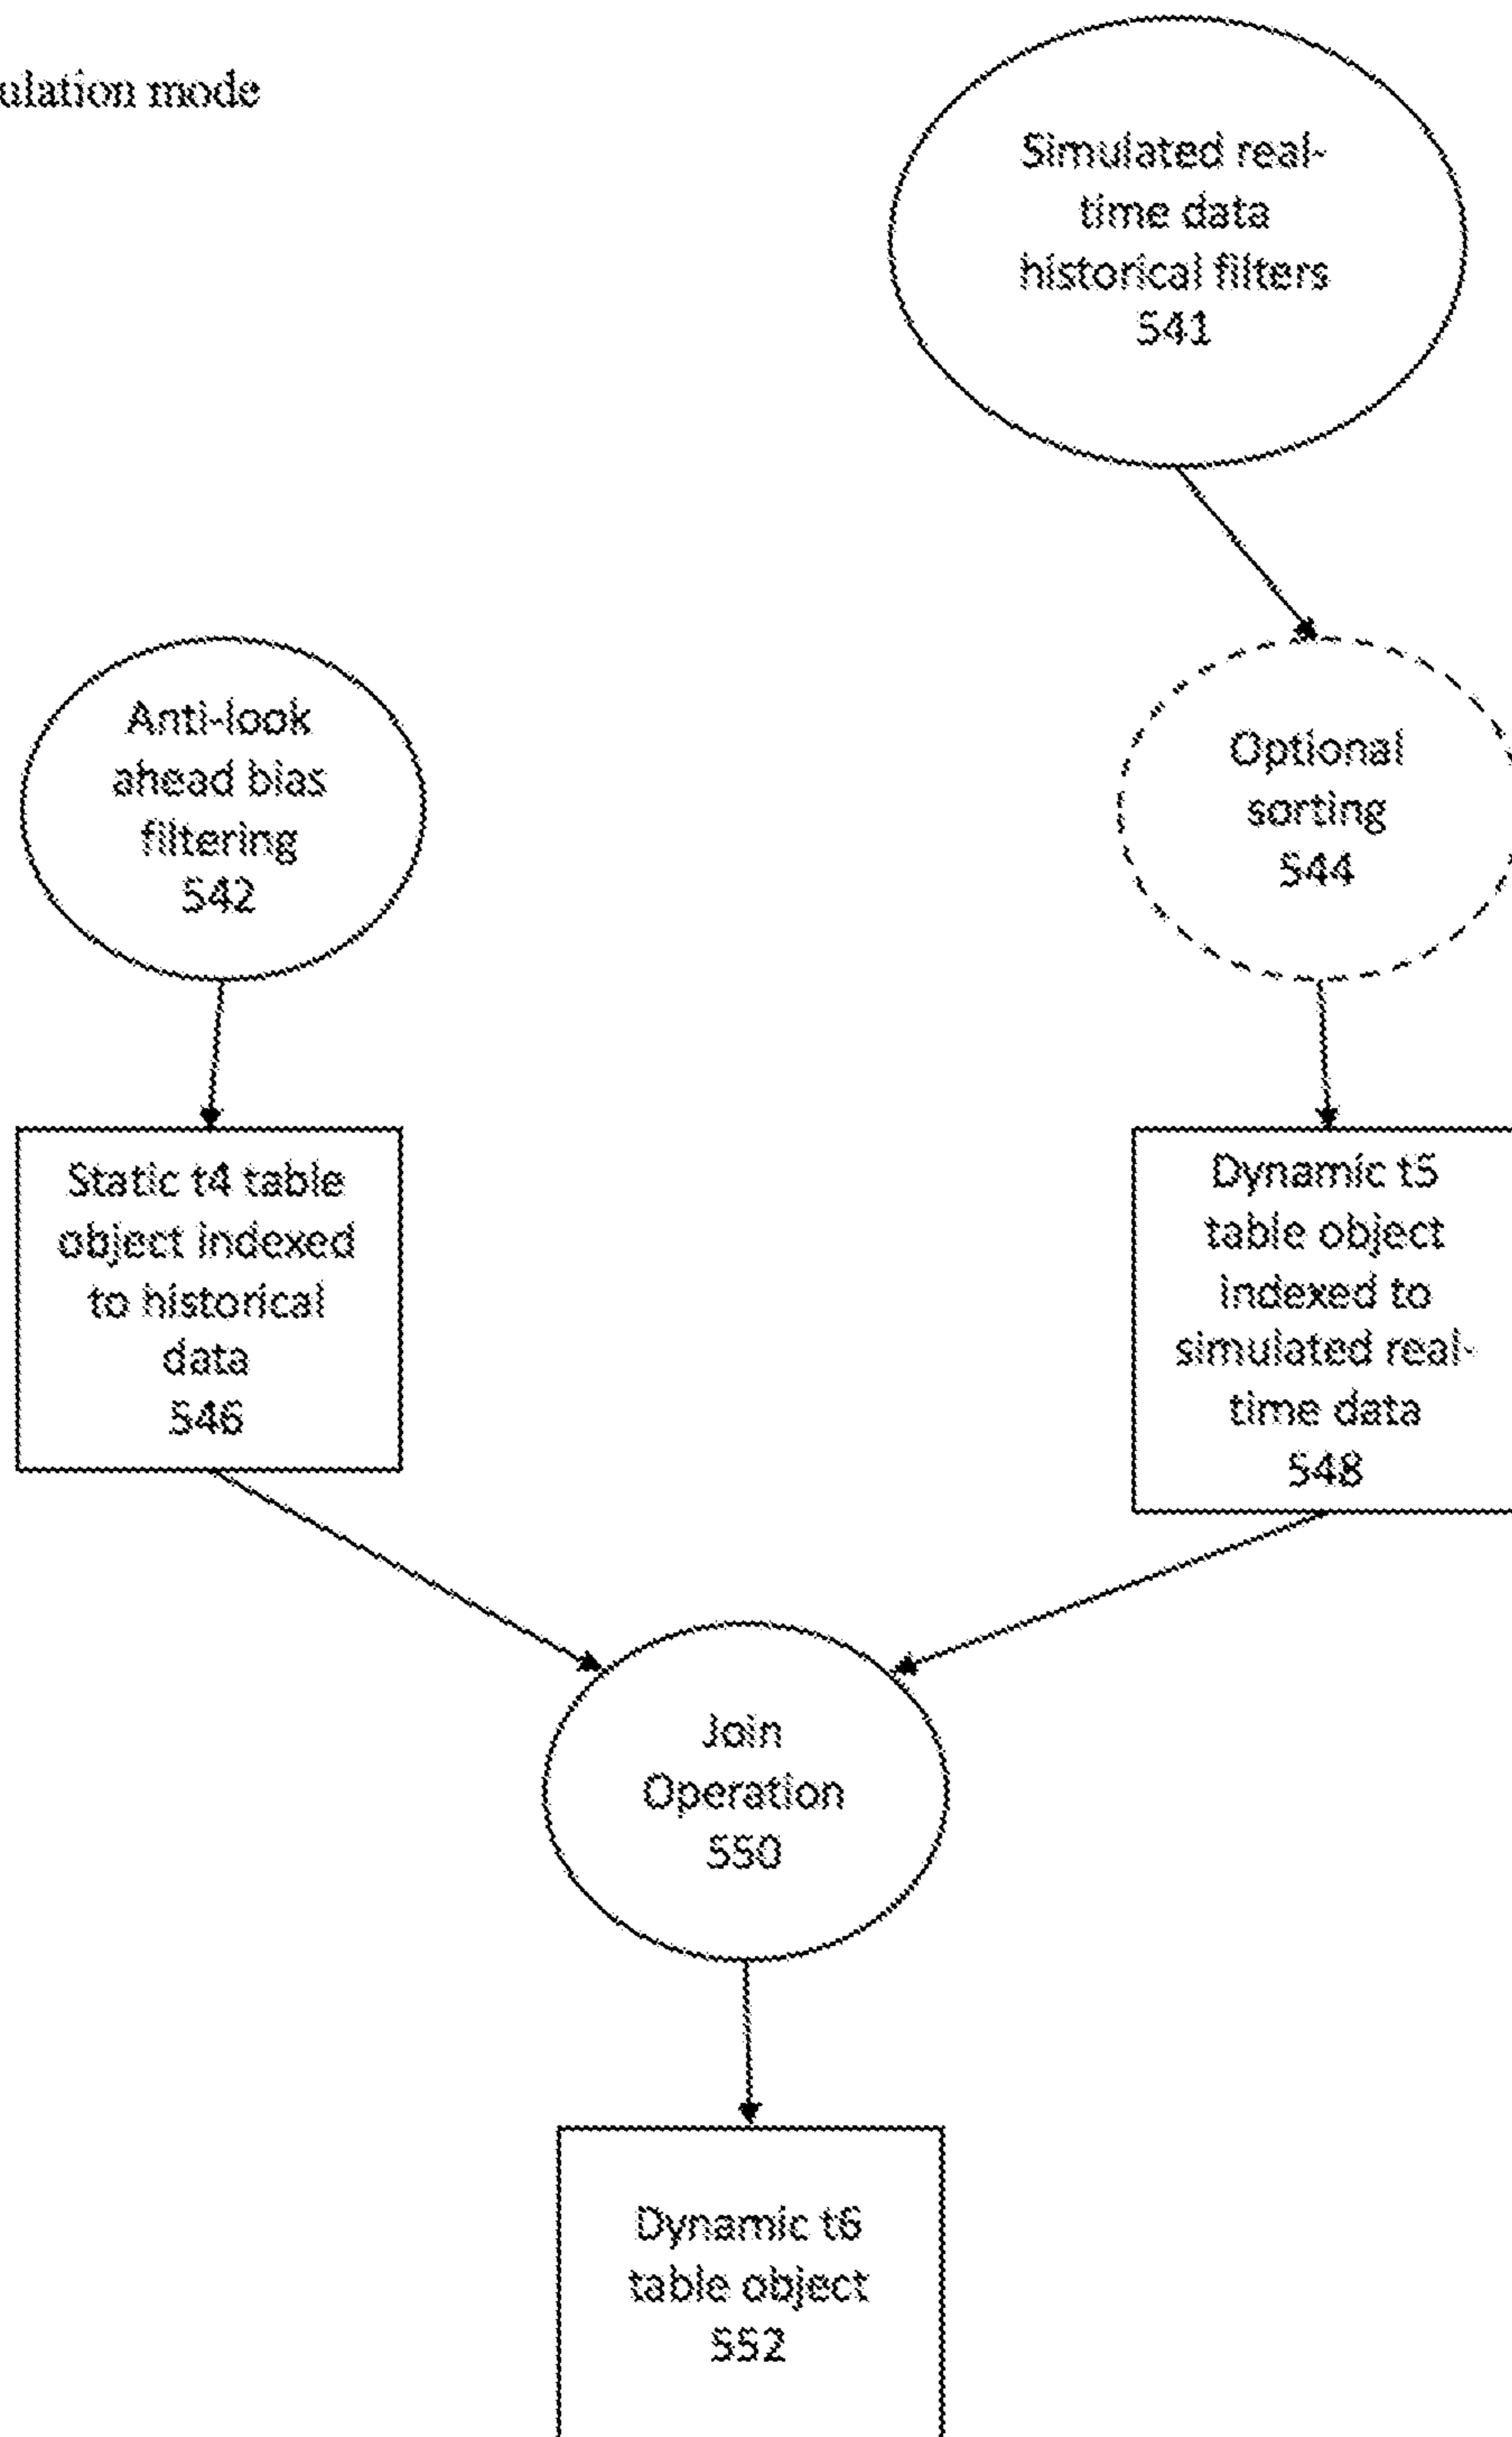 ulation mode
Simulated real-
time data
historical filters
541
Anti-look
ahead bias
filtering
542
Optional
sorting
544
Static t4 table
object indexed
to historical
data
546
Dynamic t5
table object
indexed to
simulated real-
time data
548
Join
Operation
550
Dynamic t6
table object
552